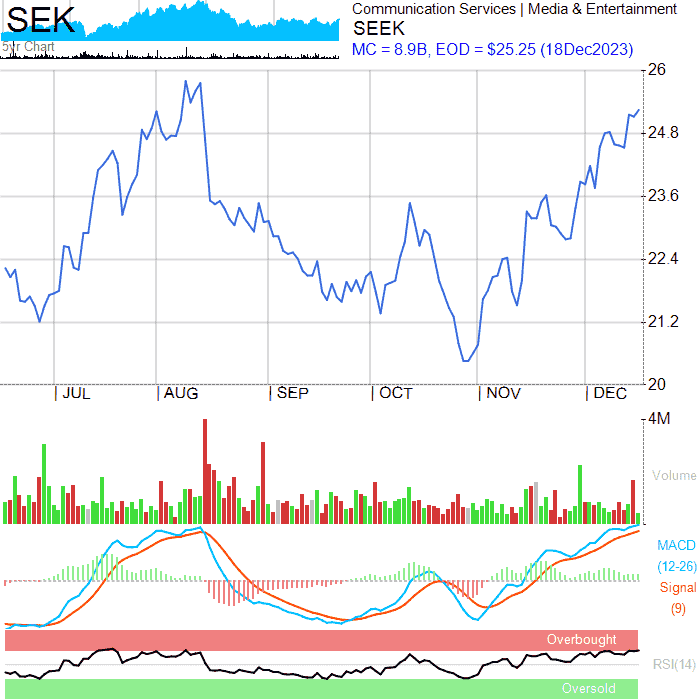 SEK
5yr Chart
Communication Services | Media & Entertainment
SEEK
MC = 8.9B, EOD = $25.25 (18Dec2023)
26
24.8
23.6
22.4
21.2
20
| JUL | AUG | SEP | OCT | NOV | DEC
4M
Volume
MACD
(12-26)
Signal
(9)
Overbought
RSI(14)
Oversold